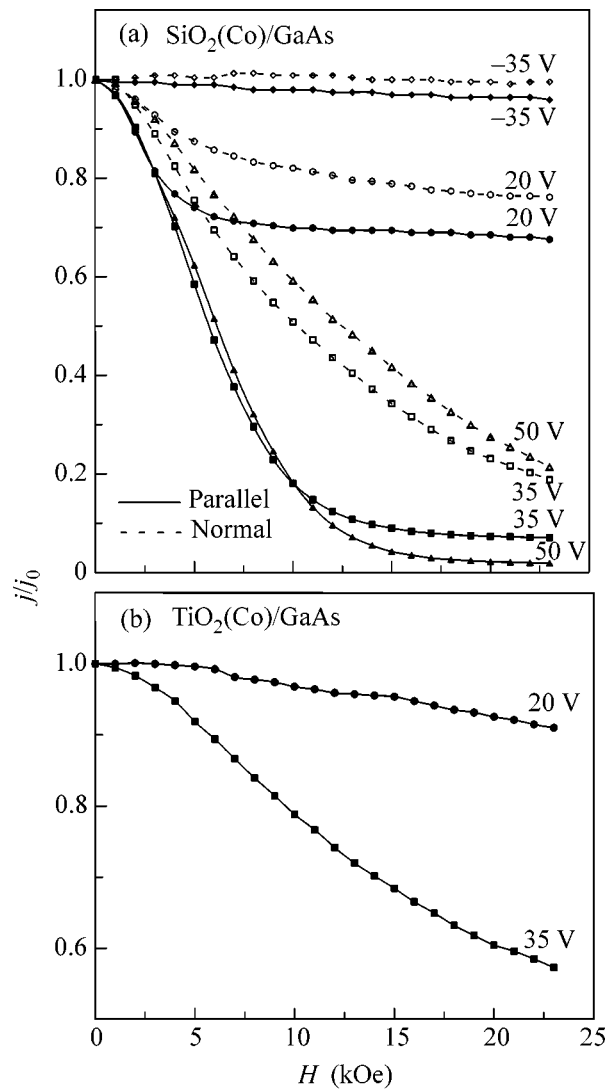 (a) SiO₂(Co)/GaAs
–35 V
1.0
–35 V
0.8
20 V
20 V
0.6
0.4
50 V
0.2
35 V
Parallel
35 V
Normal
50 V
0
j/j₀
(b) TiO₂(Co)/GaAs
1.0
20 V
0.8
0.6
35 V
0 5 10 15 20 25
H (kOe)